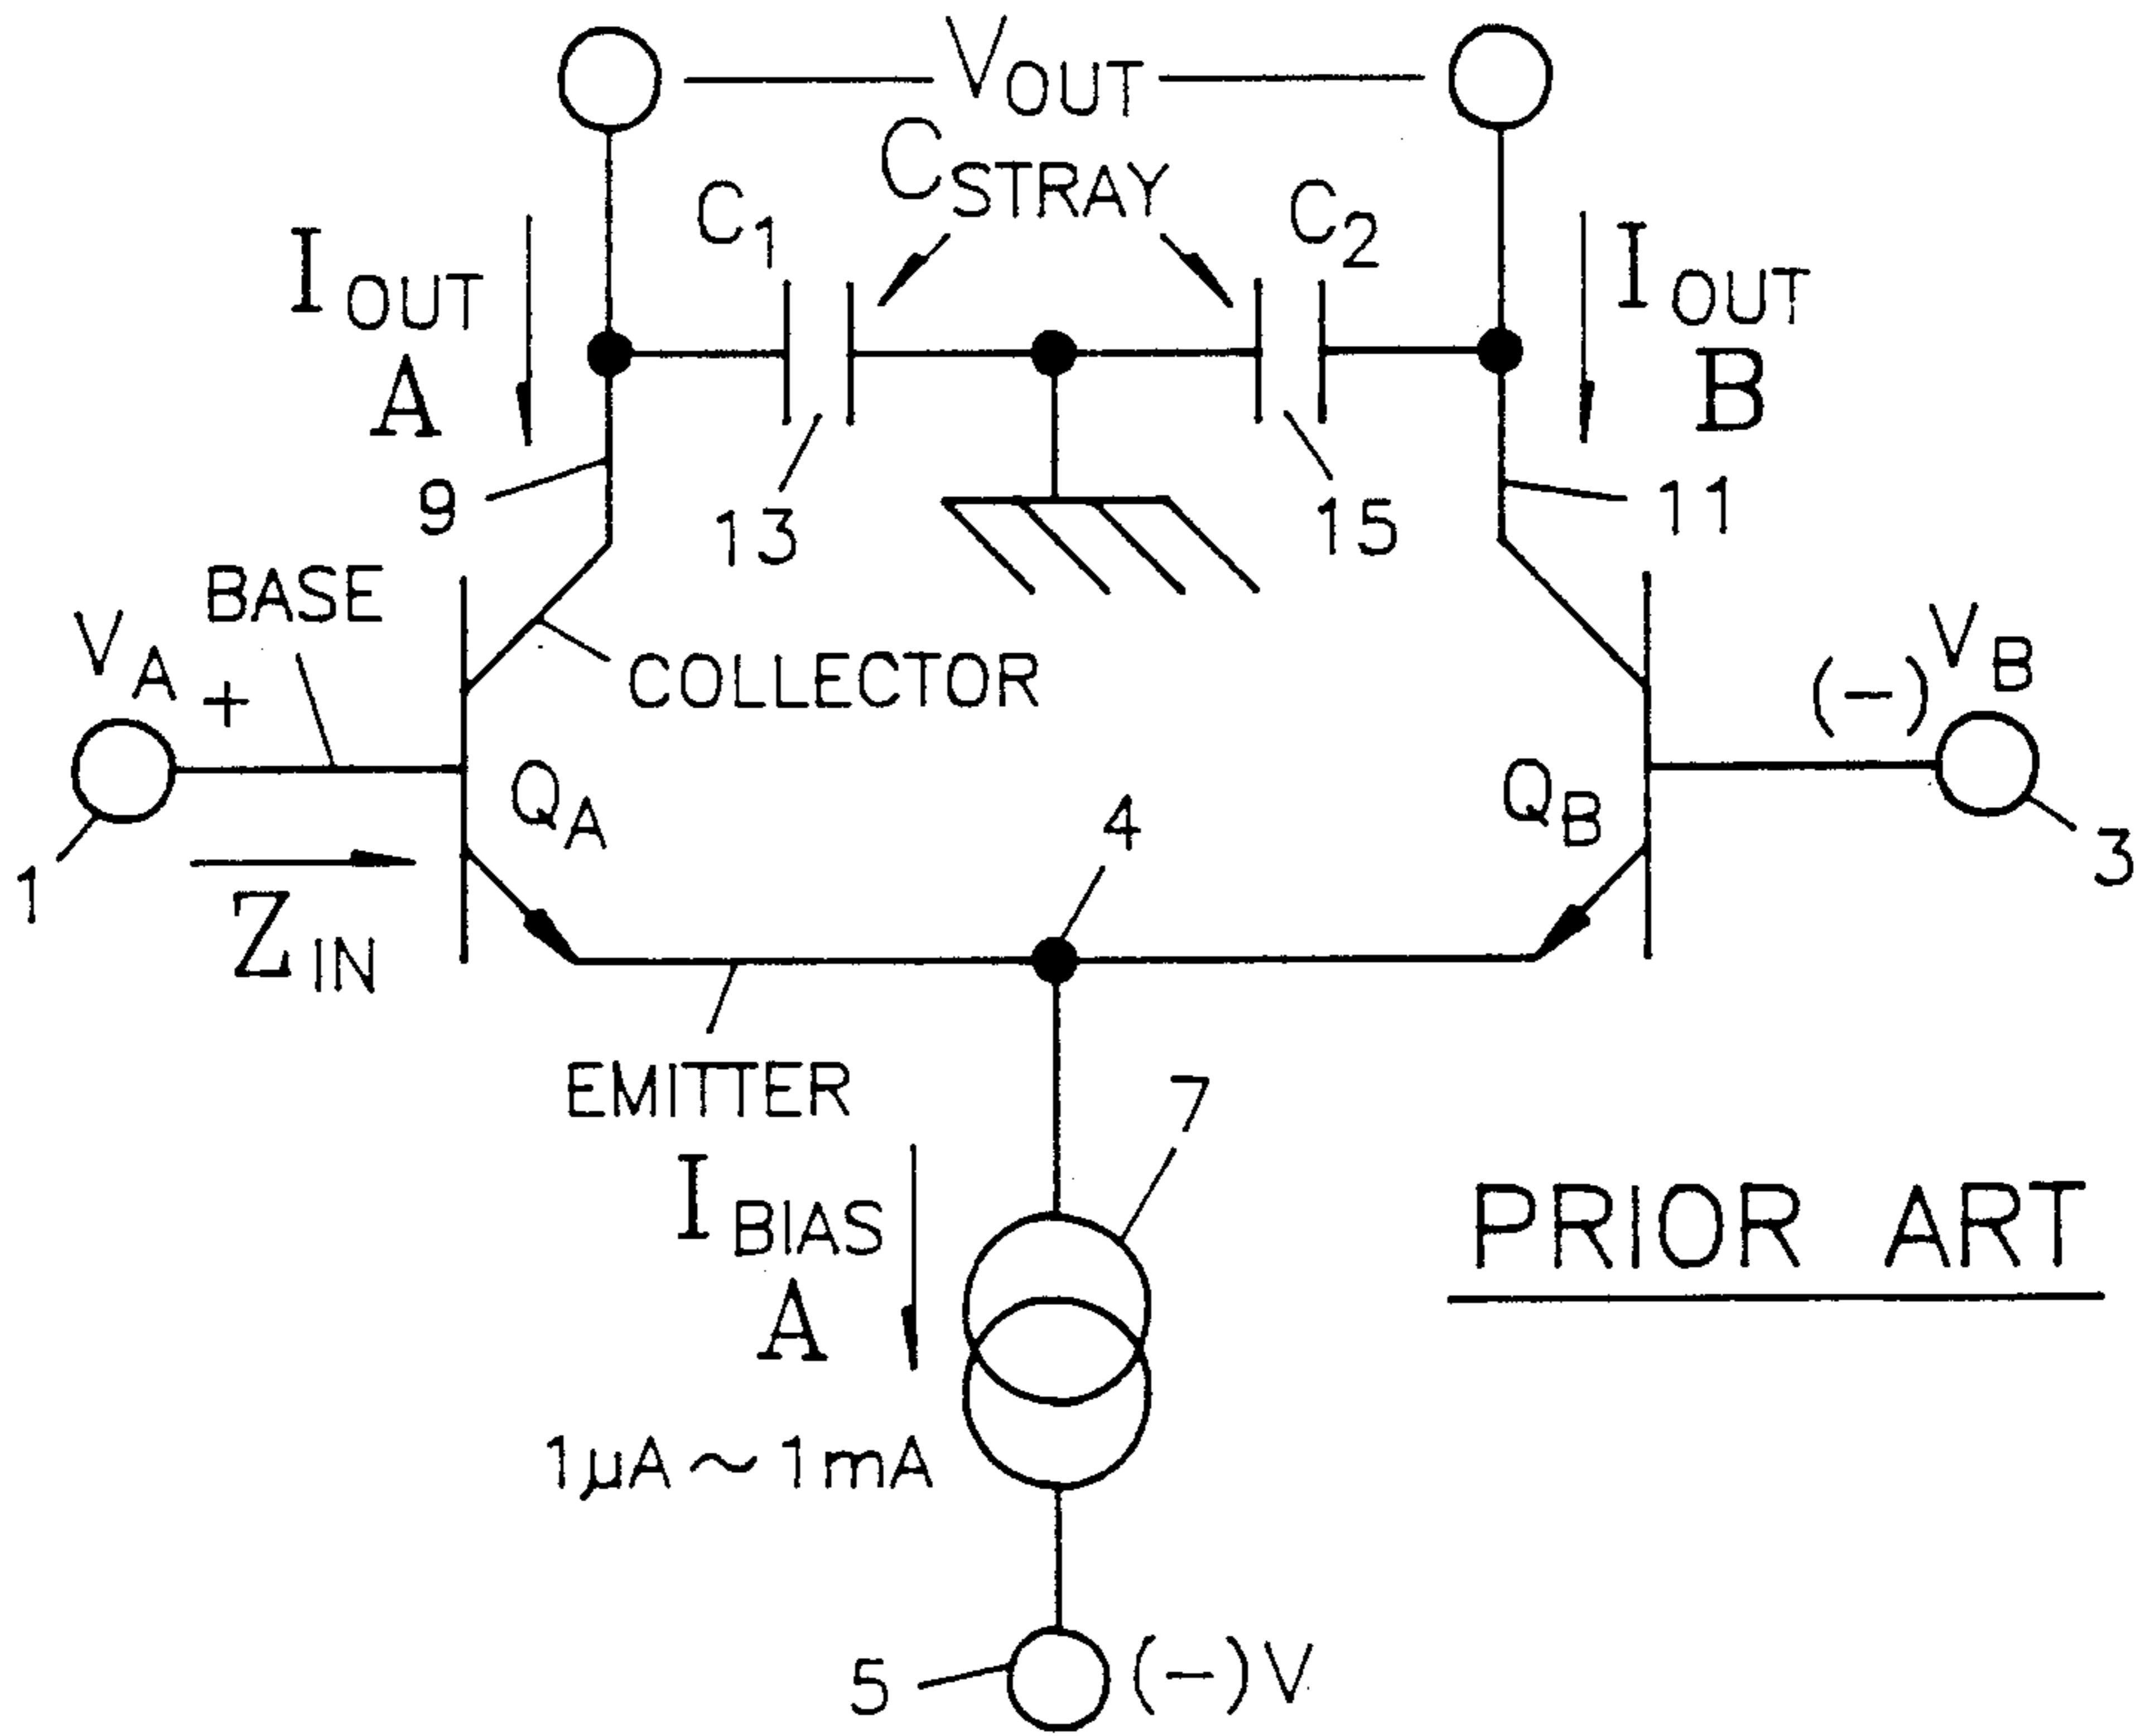 VOUT
CSTRAY
C1
C2
IOUT
A
IOUT
B
9
13
15
11
BASE
COLLECTOR
VA
+
(-)
VB
QA
QB
4
1
3
ZIN
EMITTER
7
IBIAS
A
PRIOR ART
1μA~1mA
5
(-)V